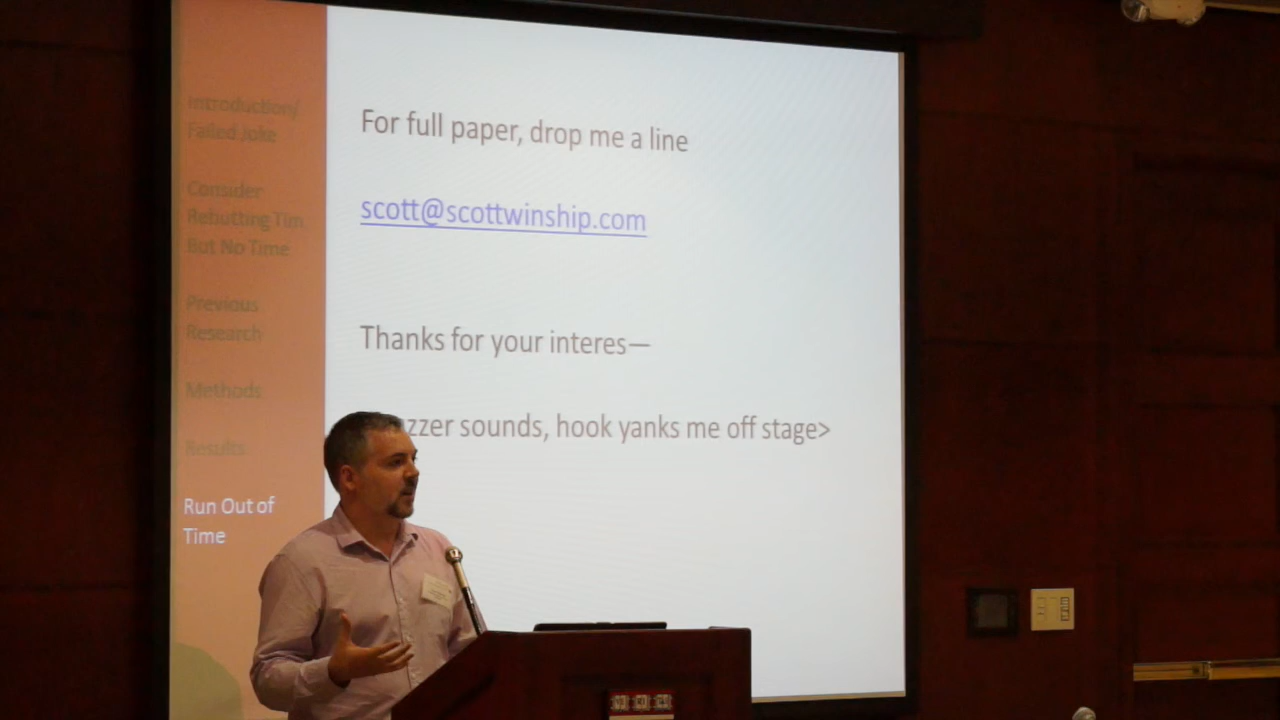 Introduction/
Failed Joke
Consider
Rebutting Tim
But No Time
Previous
Research
Methods
Results
Run Out of
Time
For full paper, drop me a line
scott@scottwinship.com
Thanks for your interes—
sounds, hook yanks me off stage>